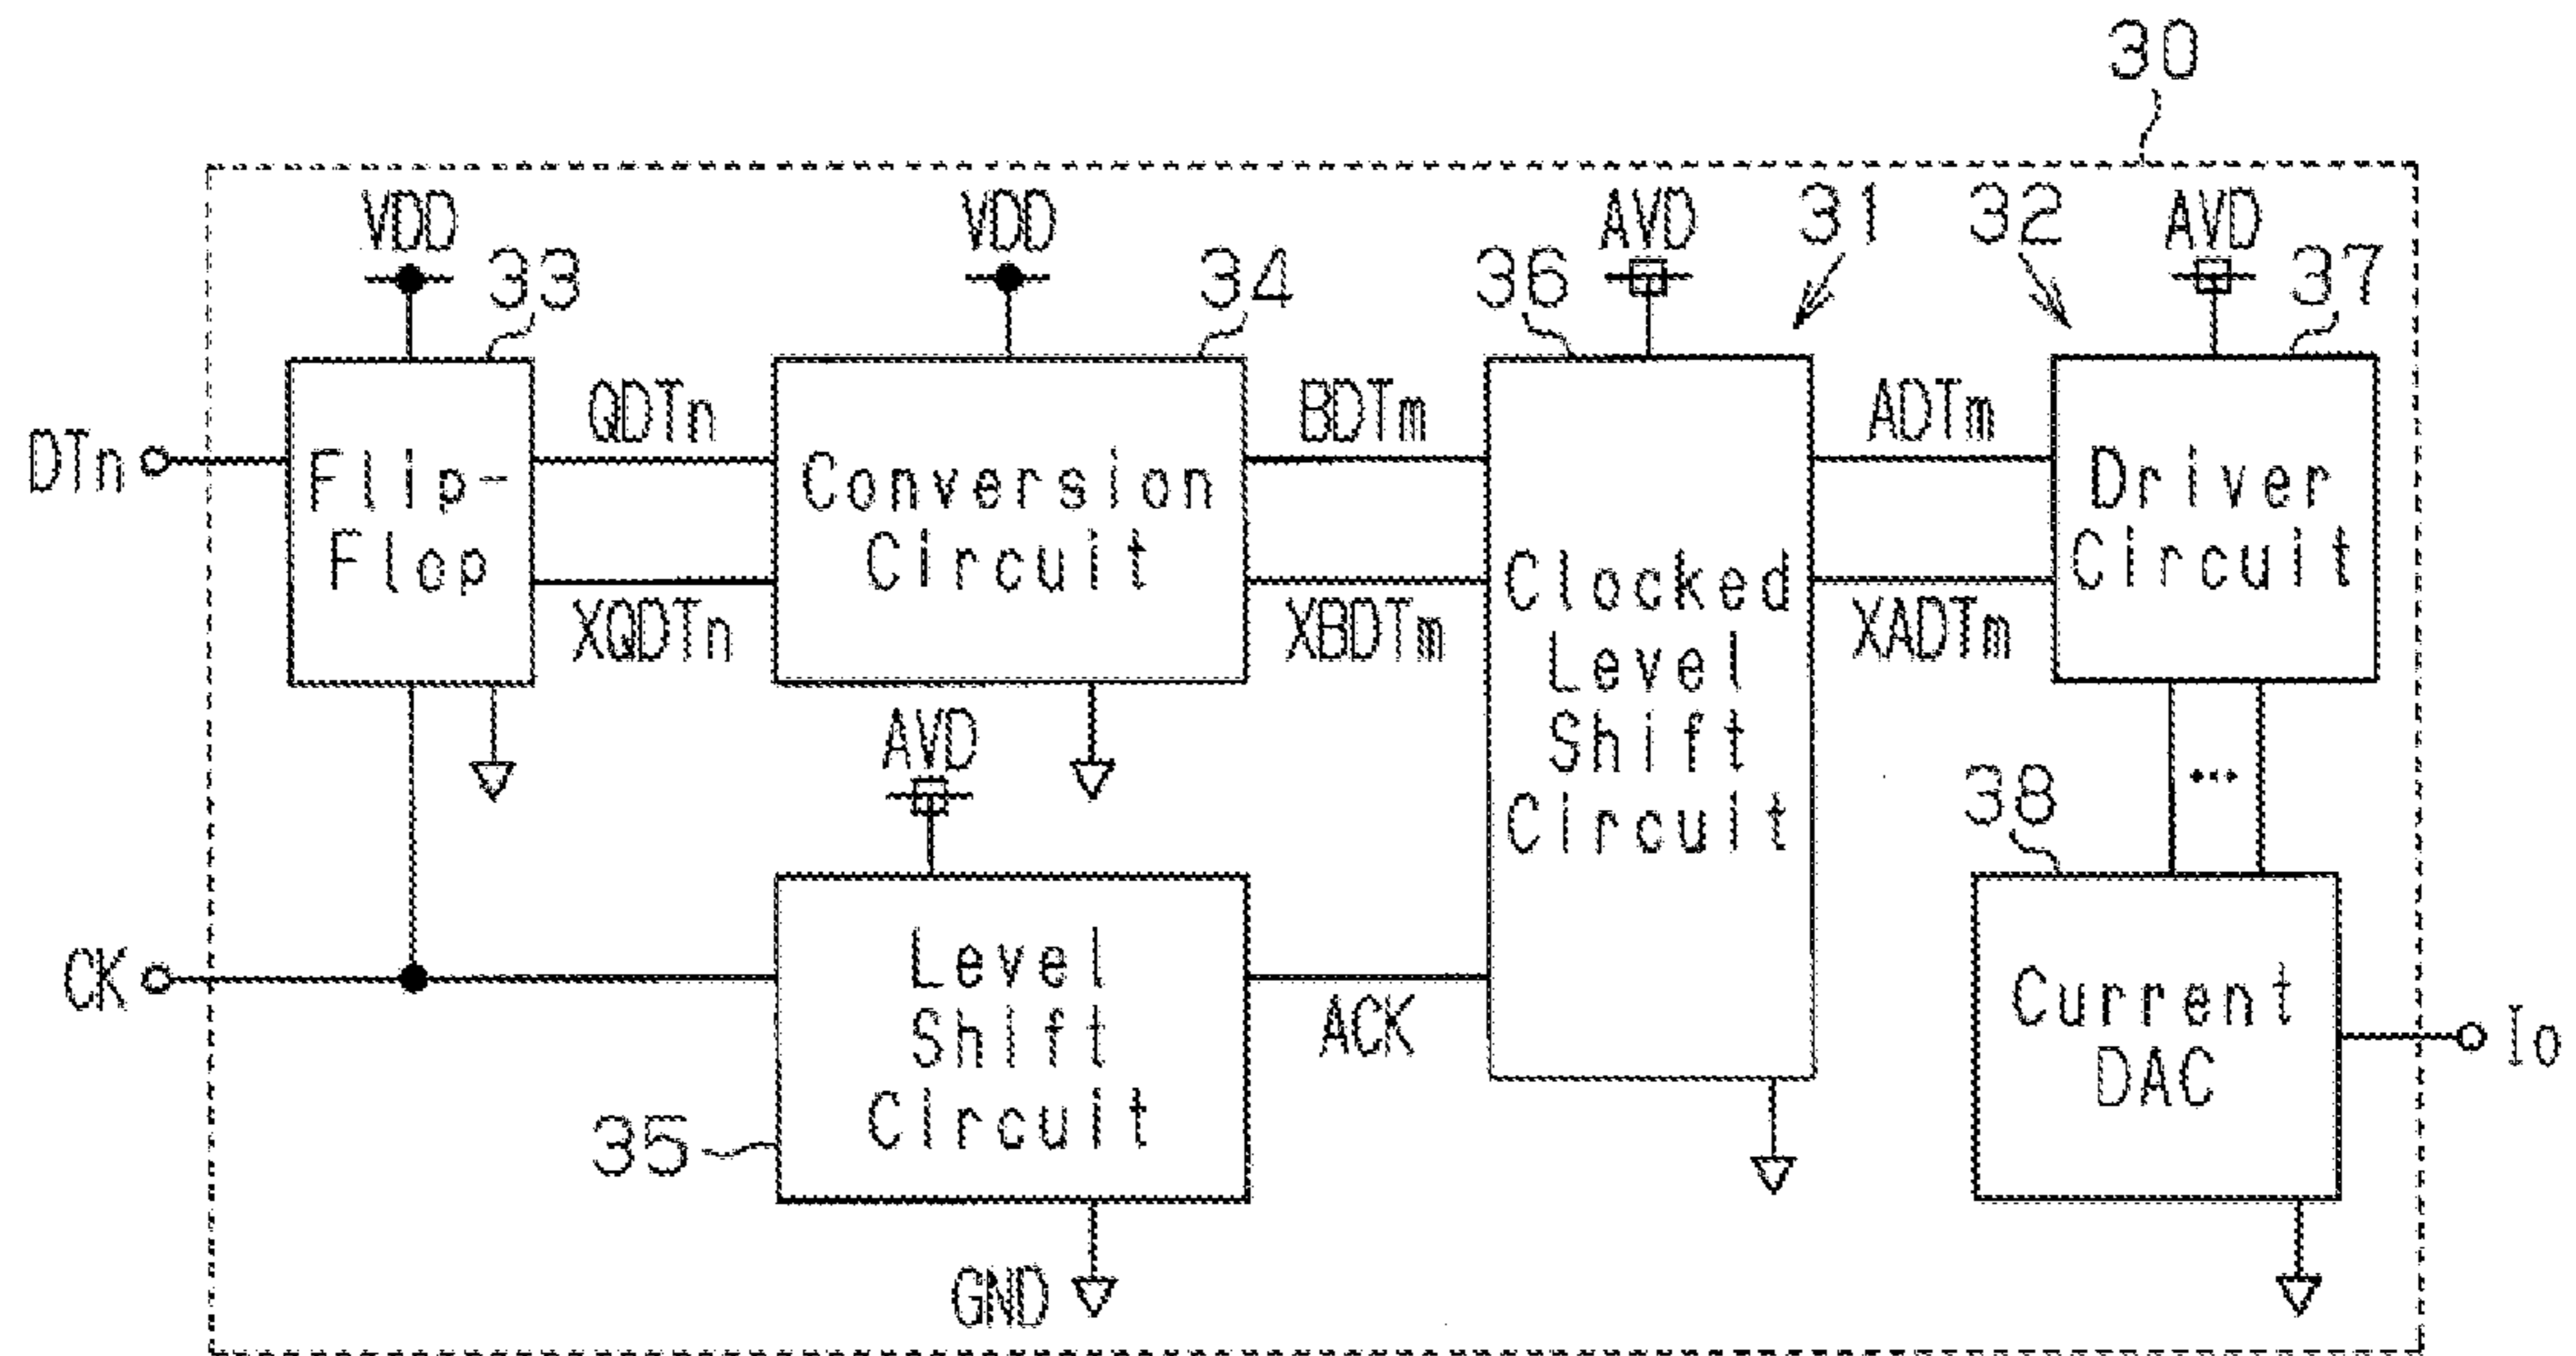 30
VDD
VDD
AVD
31
32
AVD
33
34
36
37
DTn
Flip-
Flop
QDTn
XQDTn
Conversion
Circuit
BDTm
XBDTm
Clocked
Level
Shift
Circuit
ADTm
XADTm
Driver
Circuit
AVD
...
38
CK
Level
Shift
Circuit
35
ACK
Current
DAC
Io
GND